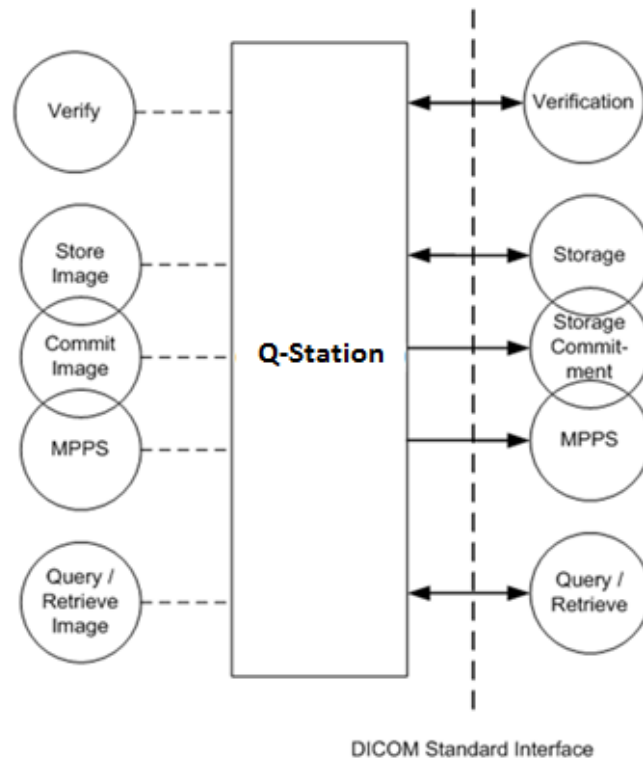 Verify
Store
Image
Commit
Image
MPPS
Query /
Retrieve
Image
Q-Station
Verification
Storage
Storage
Commit-
ment
MPPS
Query /
Retrieve
DICOM Standard Interface